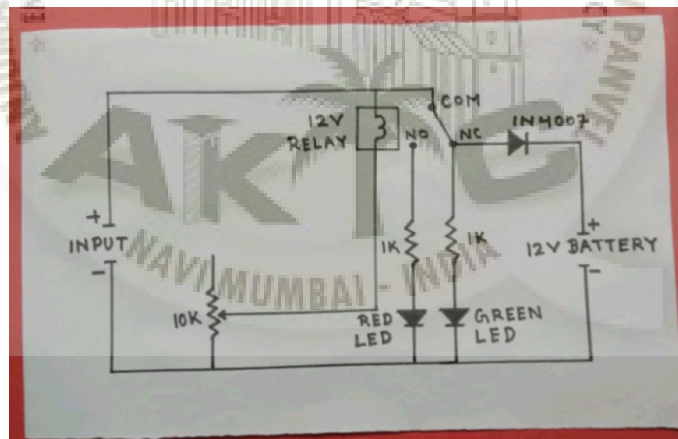 PANVEL
12V
RELAY
COM
NO
NC
1N4007
AKTC
+
INPUT
-
1K
1K
+
12V BATTERY
-
NAVI MUMBAI - INDIA
10K
RED
LED
GREEN
LED